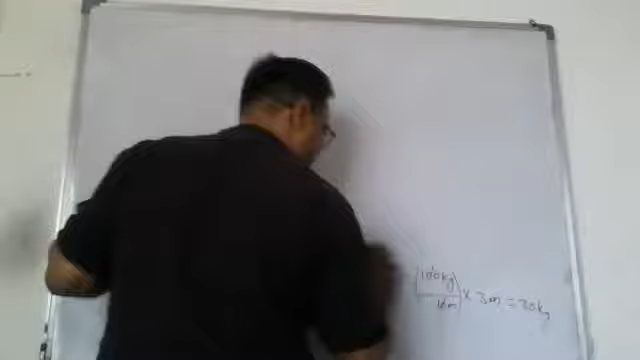 (100kg / 10m) × 3m = 30kg